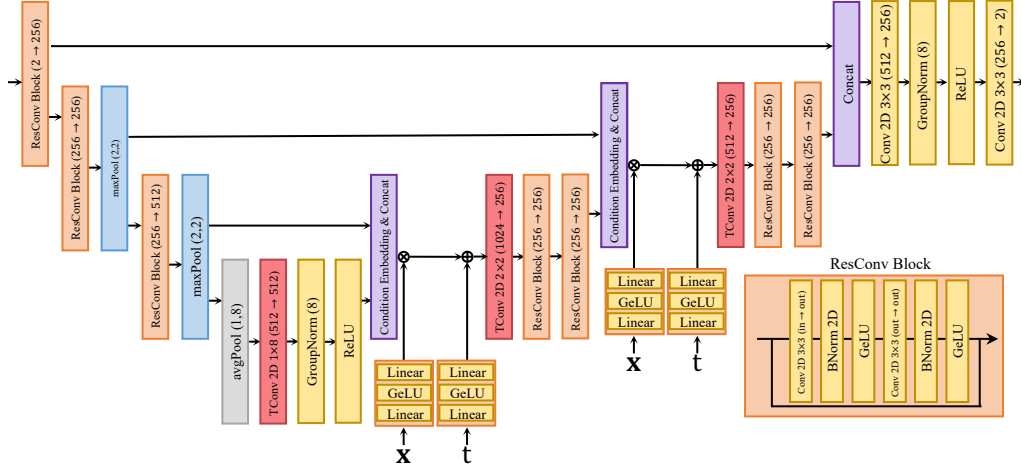 ResConv Block (2 → 256)
ResConv Block (256 → 256)
maxPool (2,2)
ResConv Block (256 → 512)
maxPool (2,2)
avgPool (1,8)
TConv 2D 1×8 (512 → 512)
GroupNorm (8)
ReLU
Condition Embedding & Concat
⊗
⊕
Linear
GeLU
Linear
x
Linear
GeLU
Linear
t
TConv 2D 2×2 (1024 → 256)
ResConv Block (256 → 256)
ResConv Block (256 → 256)
Condition Embedding & Concat
⊗
⊕
Linear
GeLU
Linear
x
Linear
GeLU
Linear
t
TConv 2D 2×2 (512 → 256)
ResConv Block (256 → 256)
ResConv Block (256 → 256)
Concat
Conv 2D 3×3 (512 → 256)
GroupNorm (8)
ReLU
Conv 2D 3×3 (256 → 2)
ResConv Block
Conv 2D 3×3 (in → out)
BNorm 2D
GeLU
Conv 2D 3×3 (out → out)
BNorm 2D
GeLU